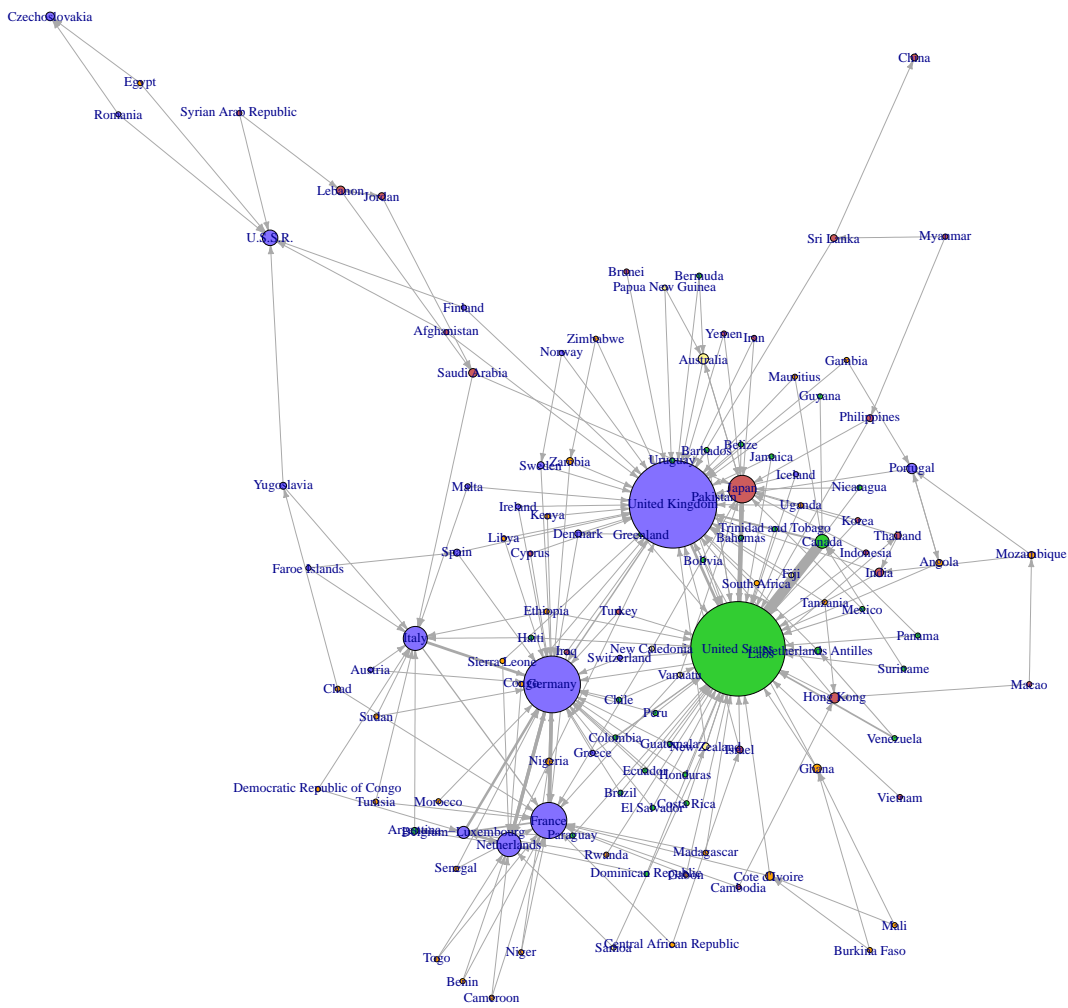 Czechoslovakia
China
Egypt
Romania
Syrian Arab Republic
Lebanon
Jordan
U.S.S.R.
Sri Lanka
Myanmar
Brunei
Bermuda
Papua New Guinea
Finland
Afghanistan
Zimbabwe
Yemen
Iran
Norway
Australia
Gambia
Saudi Arabia
Mauritius
Guyana
Philippines
Barbados
Belize
Uruguay
Jamaica
Sweden
Zambia
Portugal
Iceland
Yugoslavia
Malta
Japan
Nicaragua
Pakistan
United Kingdom
Ireland
Uganda
Kenya
Korea
Trinidad and Tobago
Libya
Denmark
Greenland
Bahamas
Canada
Thailand
Spain
Cyprus
Indonesia
Mozambique
Bolivia
Angola
Faroe Islands
Fiji
India
South Africa
Tanzania
Mexico
Ethiopia
Turkey
Italy
Haiti
Panama
Iraq
New Caledonia
United States
Netherlands Antilles
Laos
Switzerland
Sierra Leone
Austria
Suriname
Vanuatu
Congo
Germany
Macao
Chad
Hong Kong
Chile
Peru
Sudan
Colombia
Guatemala
New Zealand
Israel
Venezuela
Greece
Nigeria
Ecuador
Honduras
Ghana
Democratic Republic of Congo
Brazil
Vietnam
Tunisia
Morocco
El Salvador
Costa Rica
France
Argentina
Belgium
Luxembourg
Paraguay
Netherlands
Rwanda
Madagascar
Senegal
Dominican Republic
Gabon
Cote d'Ivoire
Cambodia
Mali
Central African Republic
Samoa
Burkina Faso
Niger
Togo
Benin
Cameroon